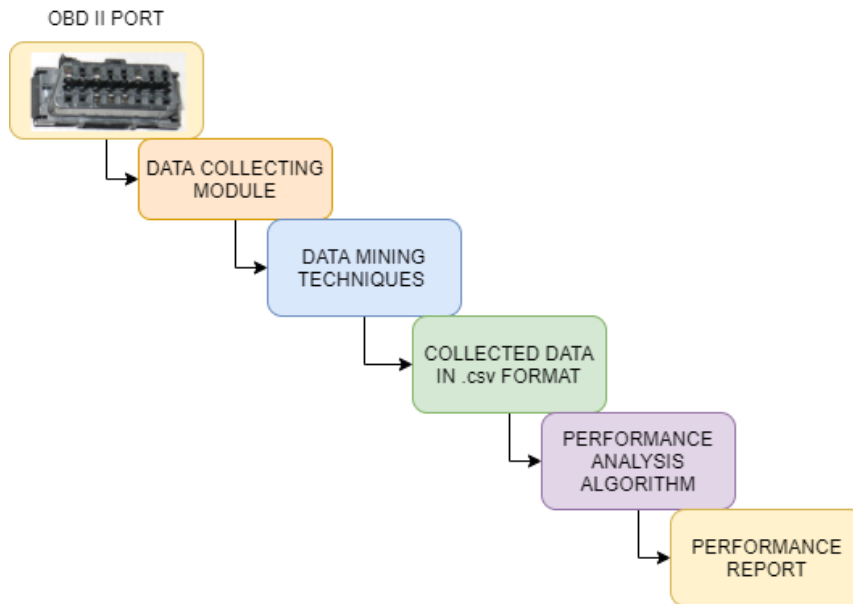 OBD II PORT
DATA COLLECTING
MODULE
DATA MINING
TECHNIQUES
COLLECTED DATA
IN .csv FORMAT
PERFORMANCE
ANALYSIS
ALGORITHM
PERFORMANCE
REPORT